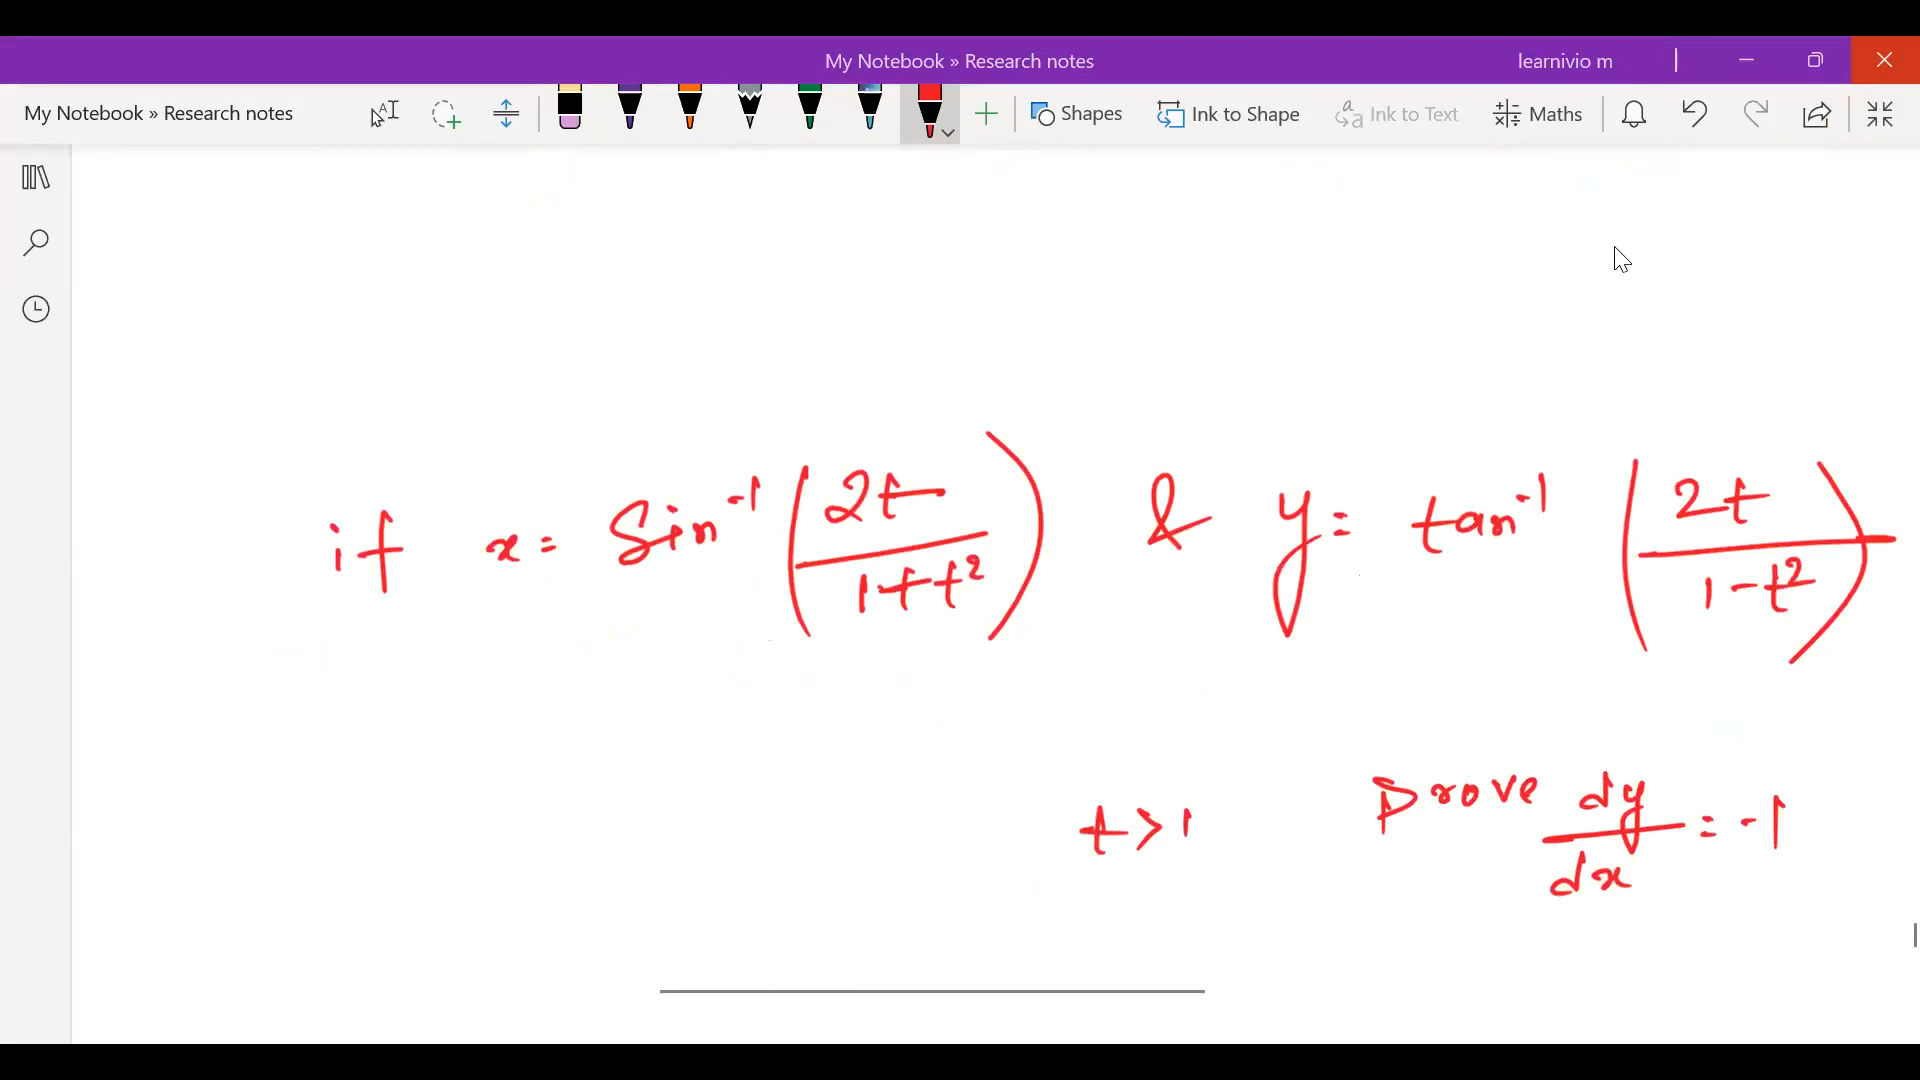 My Notebook » Research notes
learnivio m
My Notebook » Research notes
Shapes
Ink to Shape
Ink to Text
Maths
if x = Sin⁻¹(2t/1+t²) & y = tan⁻¹(2t/1-t²)
t > 1 Prove dy/dx = -1